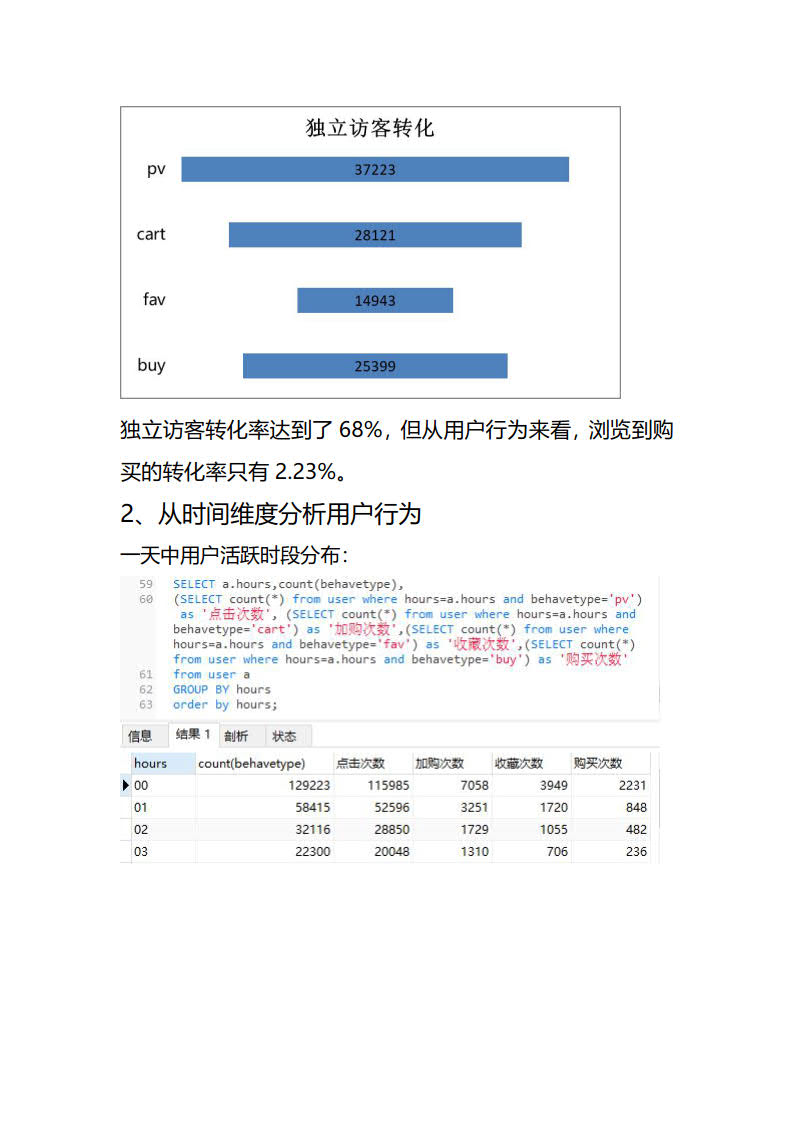 独立访客转化
pv 37223
cart 28121
fav 14943
buy 25399
独立访客转化率达到了 68%，但从用户行为来看，浏览到购
买的转化率只有 2.23%。
2、从时间维度分析用户行为
一天中用户活跃时段分布：
59 SELECT a.hours,count(behavetype),
60 (SELECT count(*) from user where hours=a.hours and behavetype='pv')
as '点击次数', (SELECT count(*) from user where hours=a.hours and
behavetype='cart') as '加购次数',(SELECT count(*) from user where
hours=a.hours and behavetype='fav') as '收藏次数',(SELECT count(*)
from user where hours=a.hours and behavetype='buy') as '购买次数'
61 from user a
62 GROUP BY hours
63 order by hours;
信息 结果 1 剖析 状态
hours count(behavetype) 点击次数 加购次数 收藏次数 购买次数
00 129223 115985 7058 3949 2231
01 58415 52596 3251 1720 848
02 32116 28850 1729 1055 482
03 22300 20048 1310 706 236